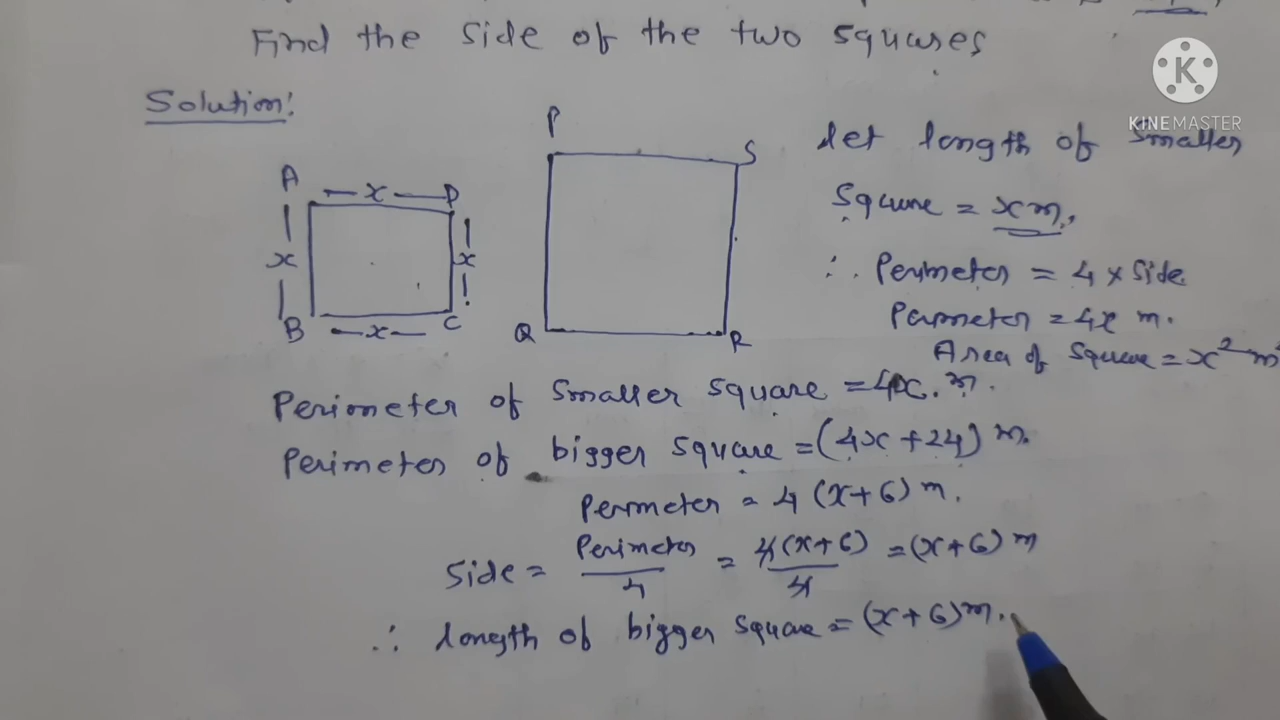 Find the side of the two squares
Solution:
K
KINEMASTER
P
S
A
x
D
x
x
B
x
C
Q
R
let length of smaller
Square = x m.
∴ Perimeter = 4 × side
Perimeter = 4x m.
Area of square = x² m²
Perimeter of smaller square = 4x. m.
Perimeter of bigger square = (4x + 24) m.
Perimeter = 4 (x + 6) m.
Side = Perimeter/4 = 4(x+6)/4 = (x+6) m
∴ length of bigger square = (x+6) m.